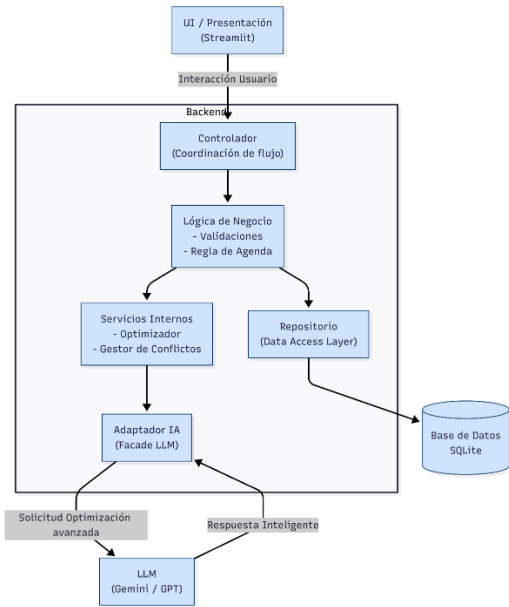 UI / Presentación
(Streamlit)
Interacción Usuario
Backend
Controlador
(Coordinación de flujo)
Lógica de Negocio
- Validaciones
- Regla de Agenda
Servicios Internos
- Optimizador
- Gestor de Conflictos
Repositorio
(Data Access Layer)
Adaptador IA
(Facade LLM)
Base de Datos
SQLite
Solicitud Optimización
avanzada
Respuesta Inteligente
LLM
(Gemini / GPT)